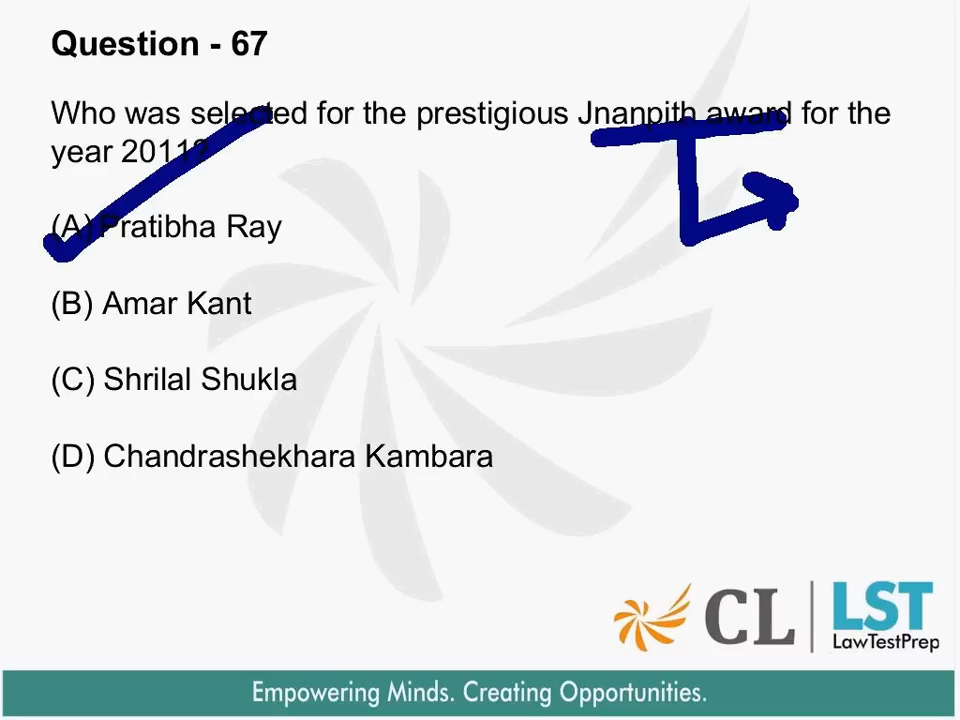 Question - 67
Who was selected for the prestigious Jnanpith award for the
year 2011?
(A) Pratibha Ray
(B) Amar Kant
(C) Shrilal Shukla
(D) Chandrashekhara Kambara
CL LST
LawTestPrep
Empowering Minds. Creating Opportunities.